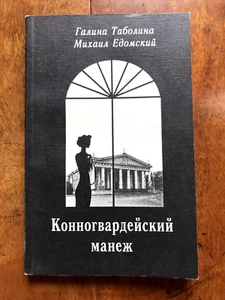 Галина Таболина
Михаил Едомский
Конногвардейский
манеж